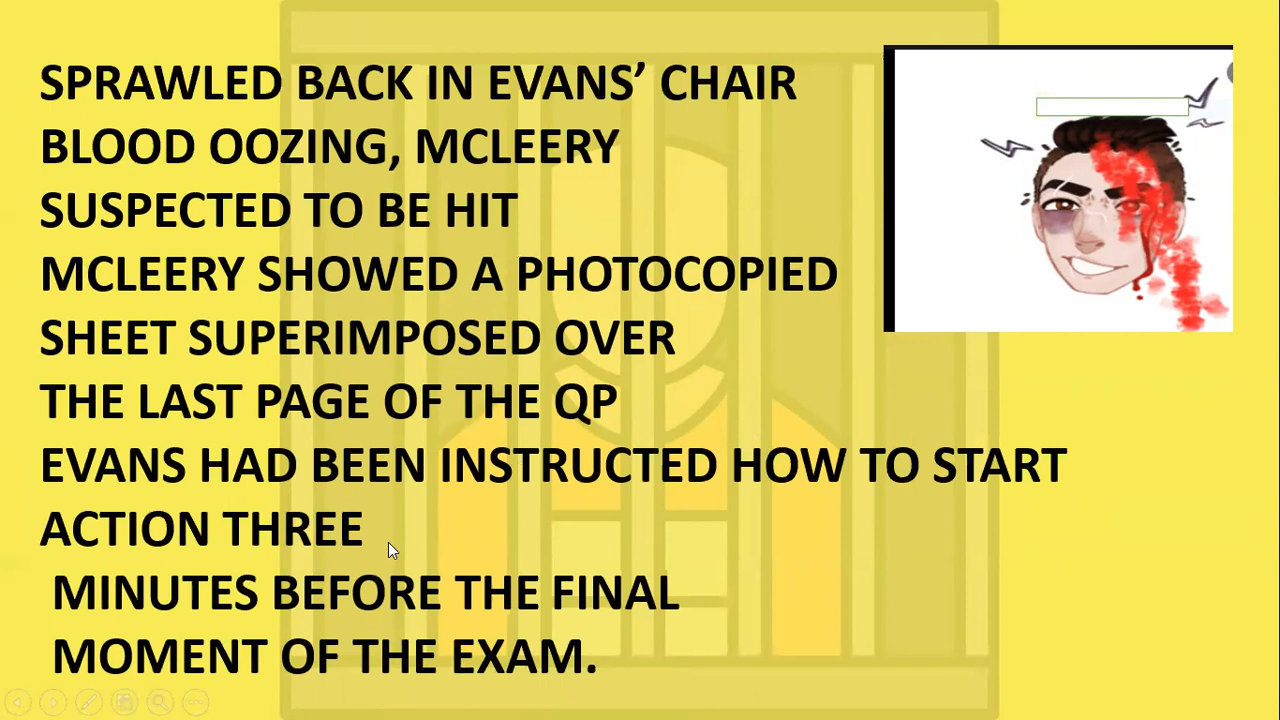 SPRAWLED BACK IN EVANS’ CHAIR
BLOOD OOZING, MCLEERY
SUSPECTED TO BE HIT
MCLEERY SHOWED A PHOTOCOPIED
SHEET SUPERIMPOSED OVER
THE LAST PAGE OF THE QP
EVANS HAD BEEN INSTRUCTED HOW TO START
ACTION THREE
MINUTES BEFORE THE FINAL
MOMENT OF THE EXAM.